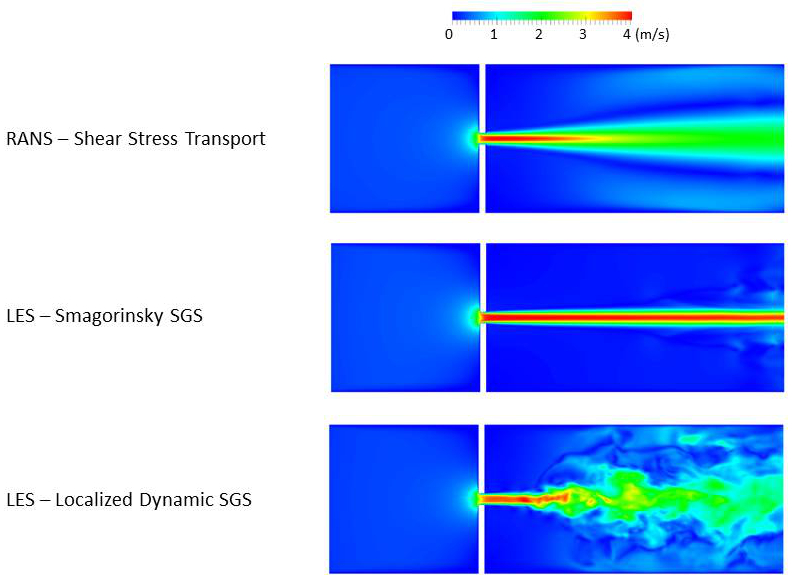 0 1 2 3 4 (m/s)
RANS – Shear Stress Transport
LES – Smagorinsky SGS
LES – Localized Dynamic SGS